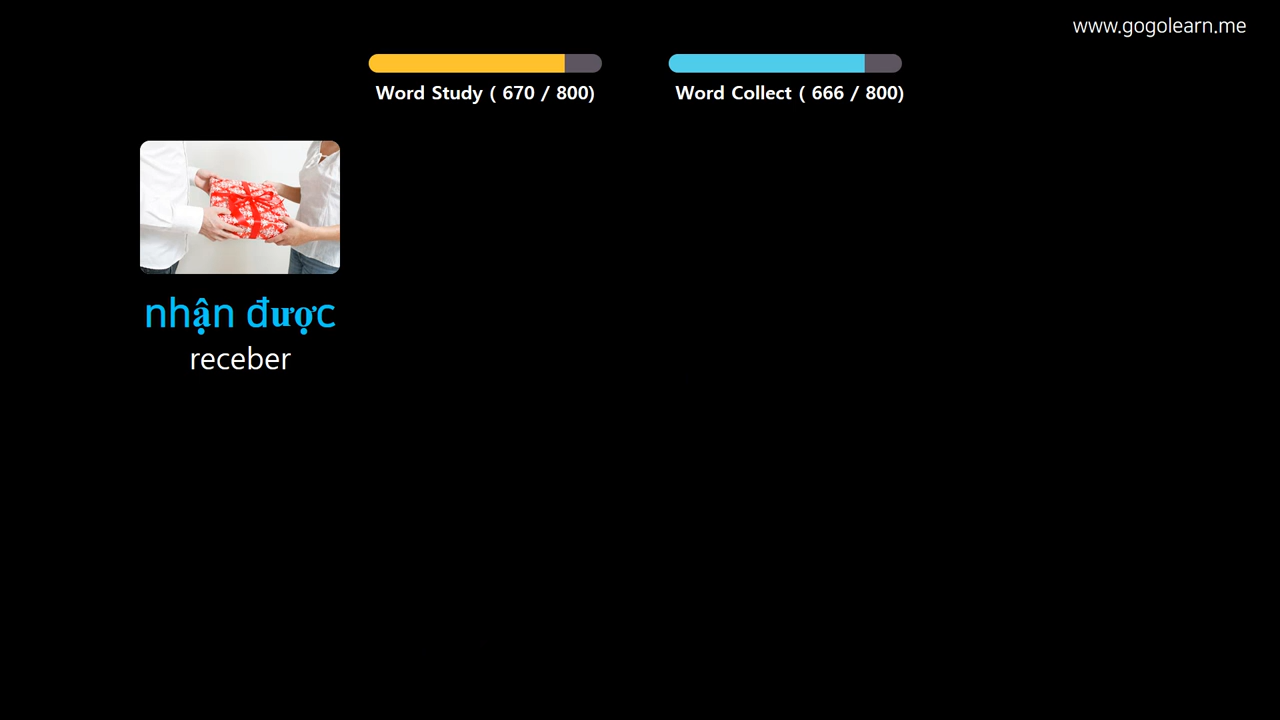 www.gogolearn.me
Word Study ( 670 / 800)
Word Collect ( 666 / 800)
nhận được
receber